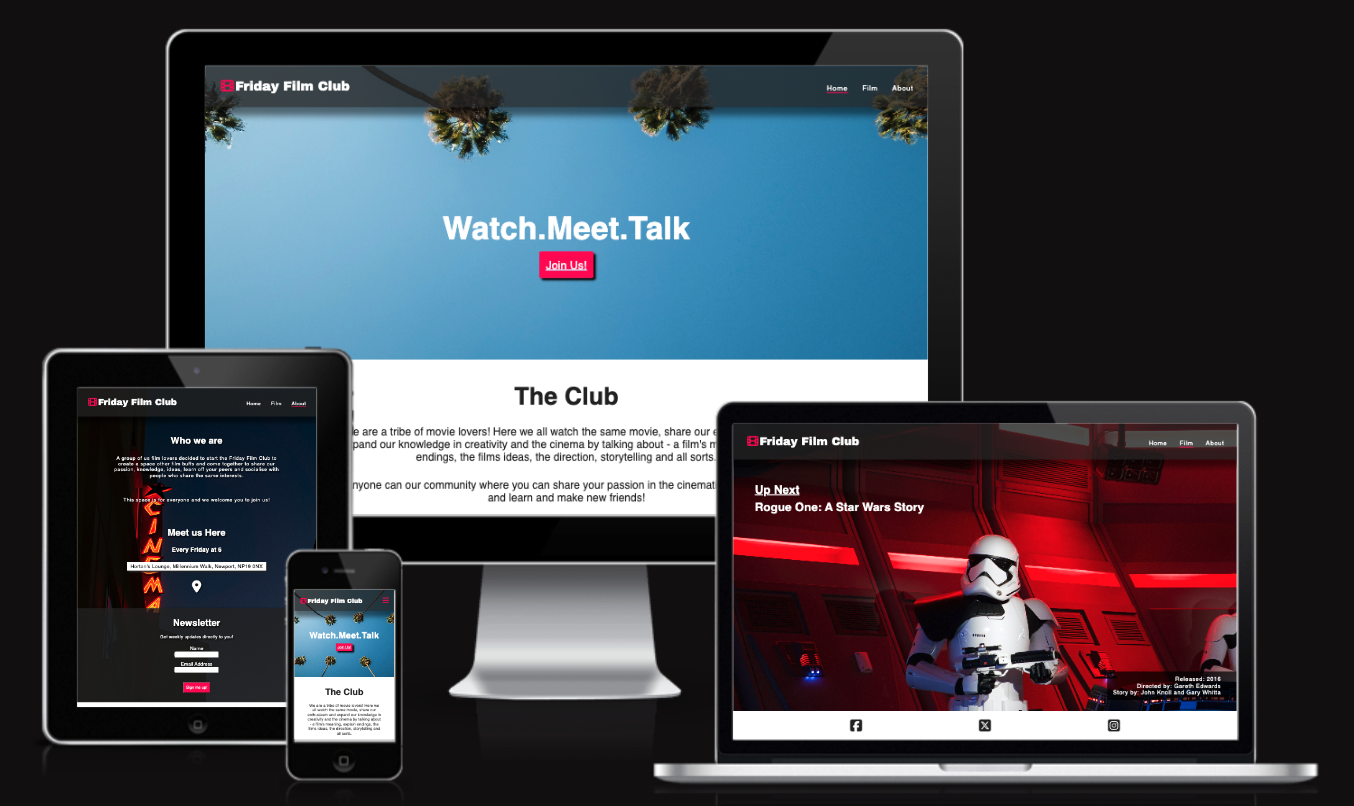 Friday Film Club
Home Film About
Watch.Meet.Talk
Join Us!
The Club
e are a tribe of movie lovers! Here we all watch the same movie, share our e
pand our knowledge in creativity and the cinema by talking about - a film's m
endings, the films ideas, the direction, storytelling and all sorts.
nyone can our community where you can share your passion in the cinemati
and learn and make new friends!
Friday Film Club
Home Film About
Who we are
A group of us film lovers decided to start the Friday Film Club to
create a space other film buffs and come together to share our
passion, knowledge, ideas, learn off your peers and socialise with
people who share the same interests.
This space is for everyone and we welcome you to join us!
CINEMA
Meet us Here
Every Friday at 6
Horton's Lounge, Millennium Walk, Newport, NP19 0NX
Newsletter
Get weekly updates directly to you!
Name
Email Address
Sign me up!
Friday Film Club
Watch.Meet.Talk
Join Us!
The Club
We are a tribe of movie lovers! Here we
all watch the same movie, share our
enthusiasm and expand our knowledge in
creativity and the cinema by talking about
- a film's meaning, explain endings, the
films ideas, the direction, storytelling and
all sorts.
Friday Film Club
Home Film About
Up Next
Rogue One: A Star Wars Story
Released: 2016
Directed by: Gareth Edwards
Story by: John Knoll and Gary Whitta